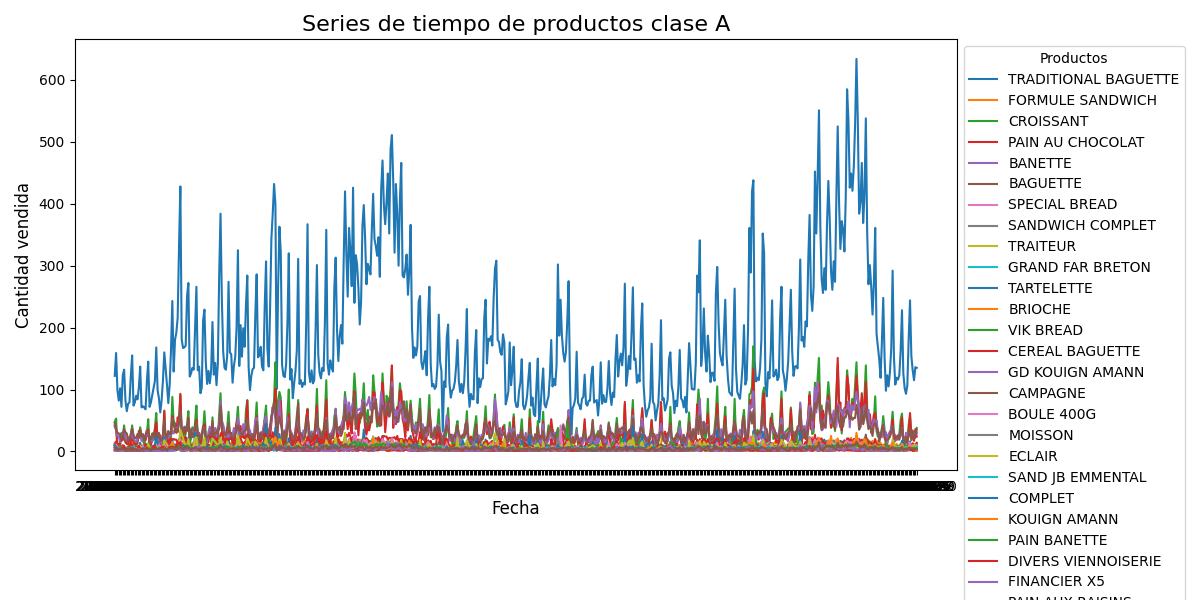 Series de tiempo de productos clase A
Cantidad vendida
600
500
400
300
200
100
0
Fecha
Productos
TRADITIONAL BAGUETTE
FORMULE SANDWICH
CROISSANT
PAIN AU CHOCOLAT
BANETTE
BAGUETTE
SPECIAL BREAD
SANDWICH COMPLET
TRAITEUR
GRAND FAR BRETON
TARTELETTE
BRIOCHE
VIK BREAD
CEREAL BAGUETTE
GD KOUIGN AMANN
CAMPAGNE
BOULE 400G
MOISSON
ECLAIR
SAND JB EMMENTAL
COMPLET
KOUIGN AMANN
PAIN BANETTE
DIVERS VIENNOISERIE
FINANCIER X5